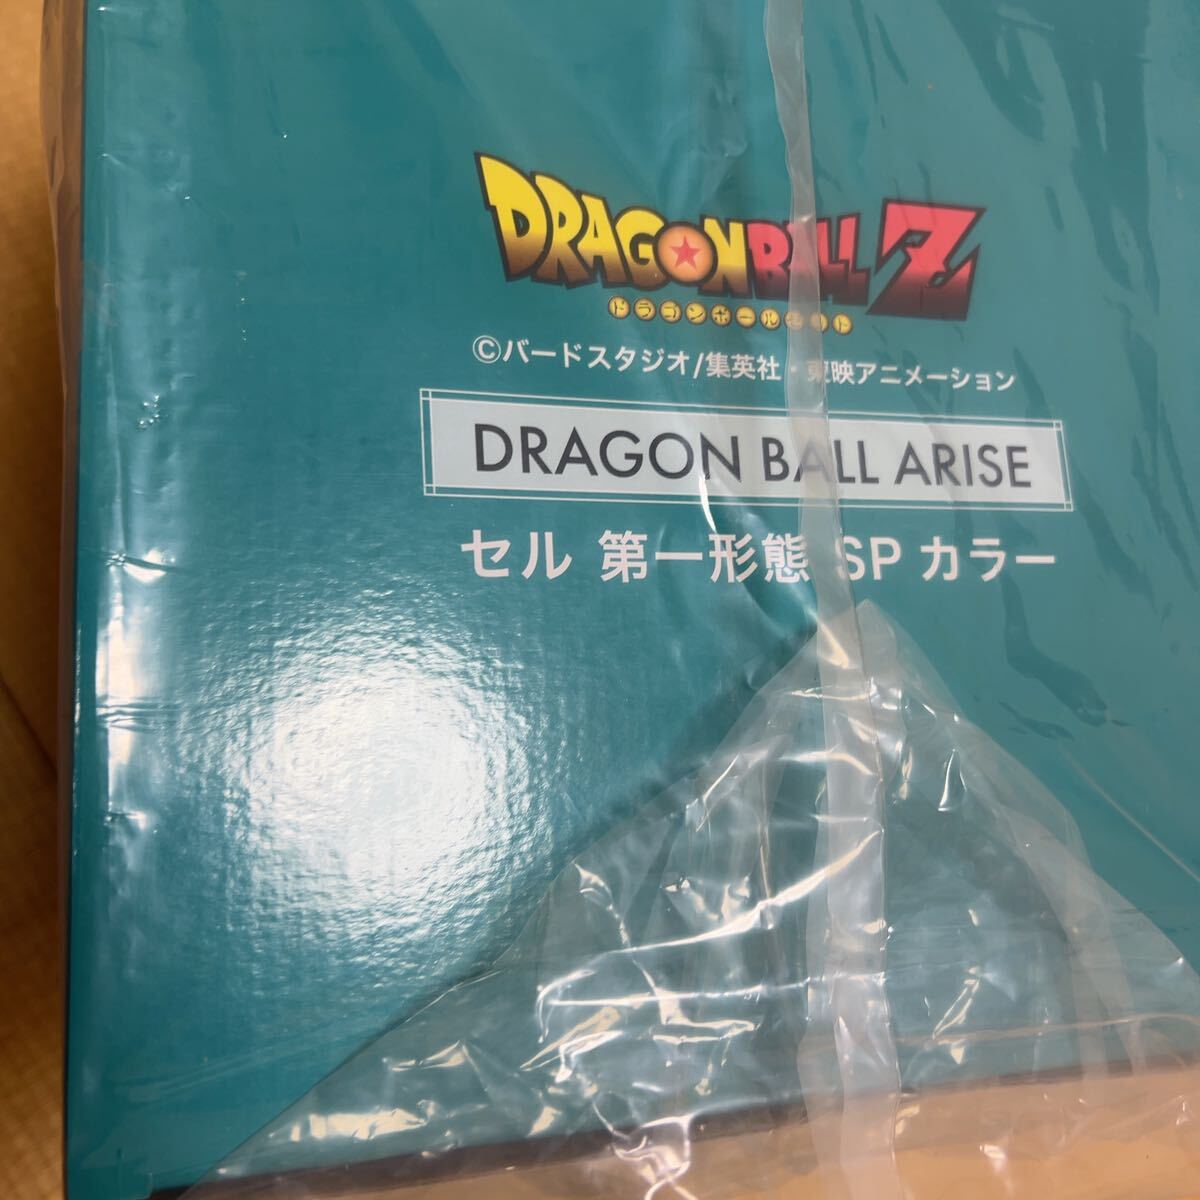 DRAGONBALL Z
ドラゴンボールゼット
©バードスタジオ/集英社・東映アニメーション
DRAGON BALL ARISE
セル 第一形態 SP カラー